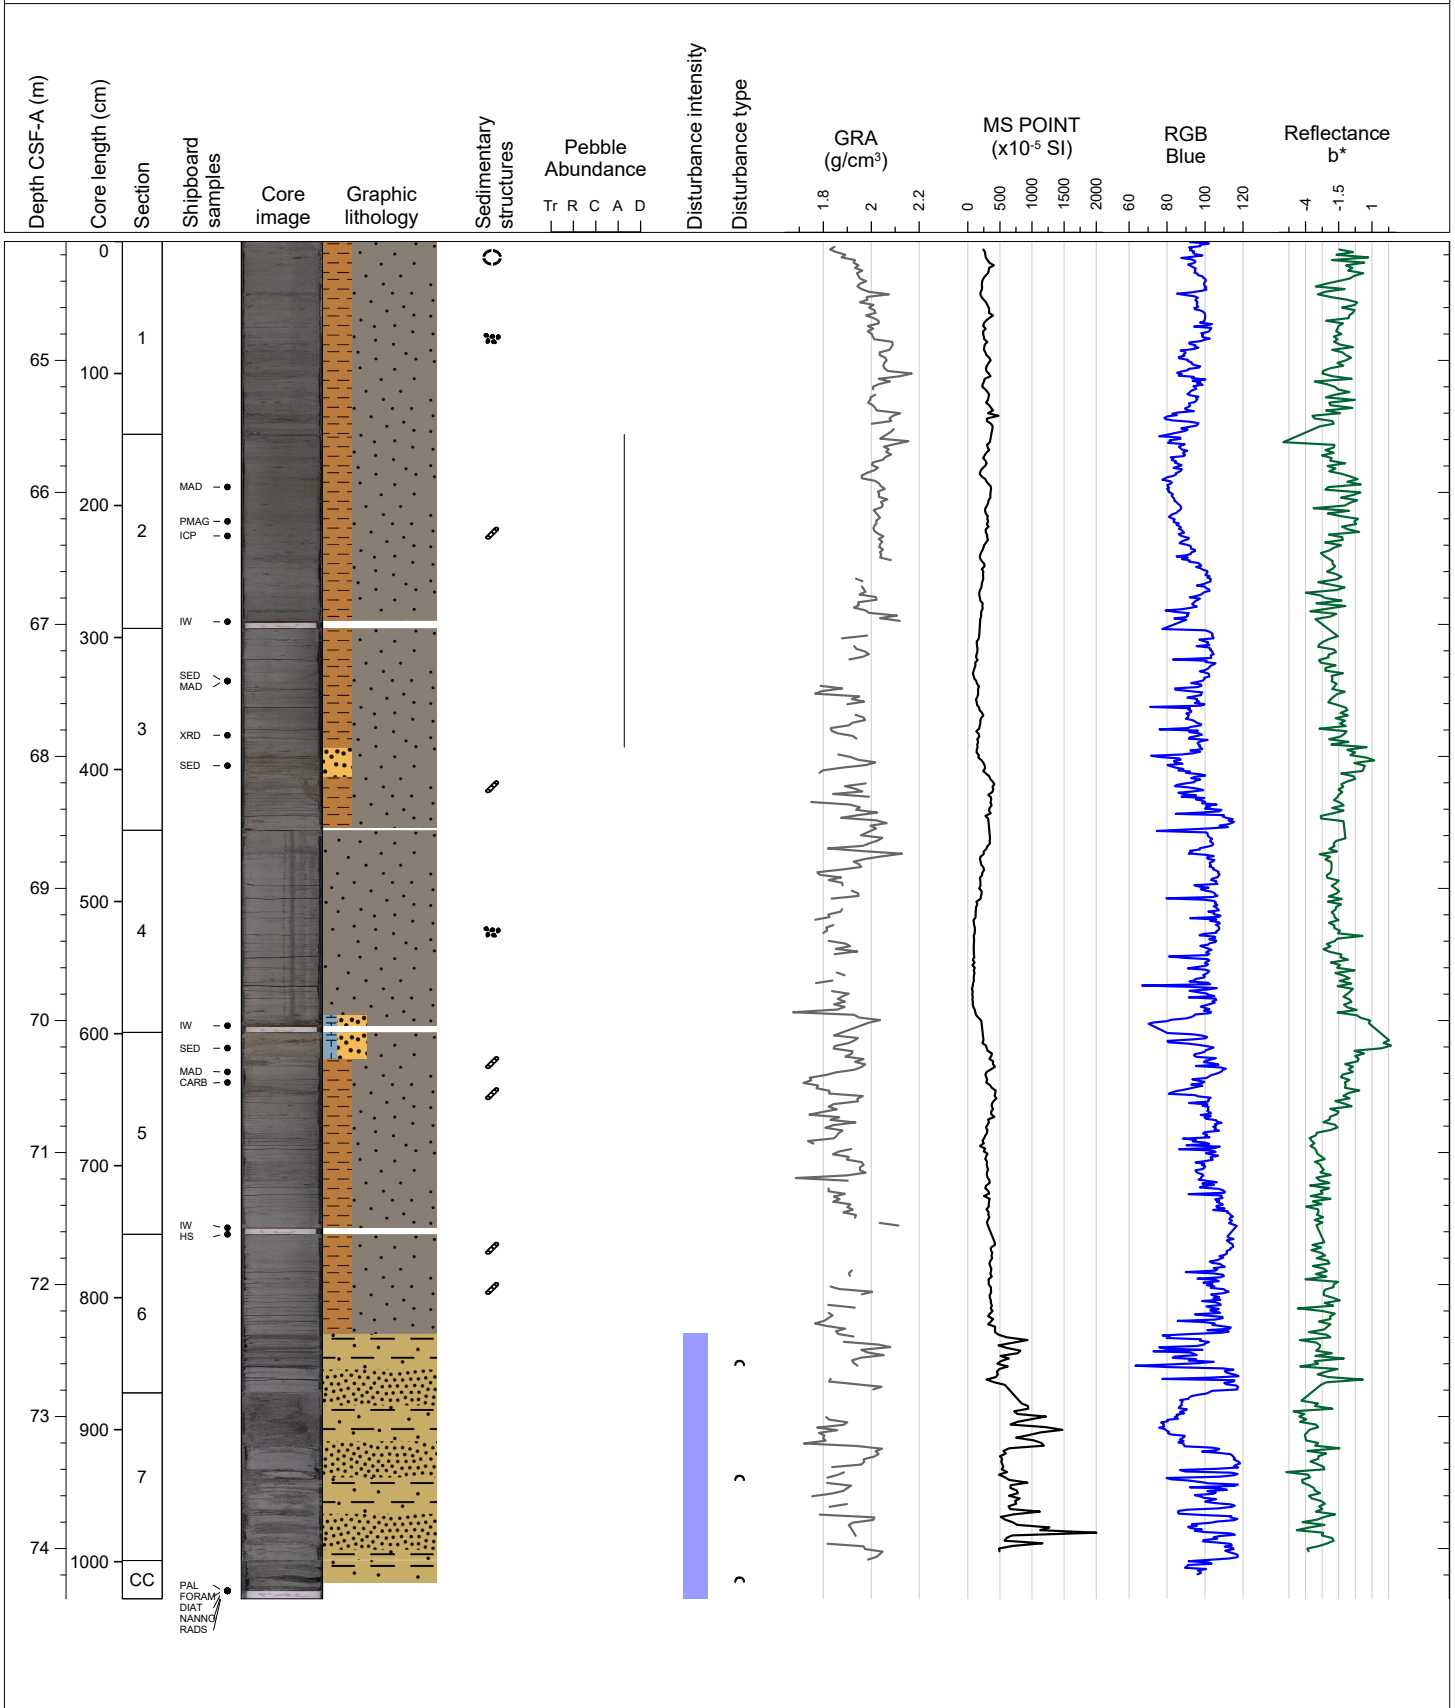 Depth CSF-A (m)
Core length (cm)
Section
Shipboard
samples
Core
image
Graphic
lithology
Sedimentary
structures
Pebble
Abundance
Tr R C A D
Disturbance intensity
Disturbance type
GRA
(g/cm³)
1.8 2 2.2
MS POINT
(x10⁻⁵ SI)
0 500 1000 1500 2000
RGB
Blue
60 80 100 120
Reflectance
b*
-4 -1.5 1
0
1
65
100
MAD
66
200
PMAG
2
ICP
IW
67
300
SED
MAD
3
XRD
68
SED
400
69
500
4
70
IW
600
SED
MAD
CARB
5
71
700
IW
HS
72
800
6
73
900
7
74
1000
CC
PAL
FORAM
DIAT
NANNO
RADS